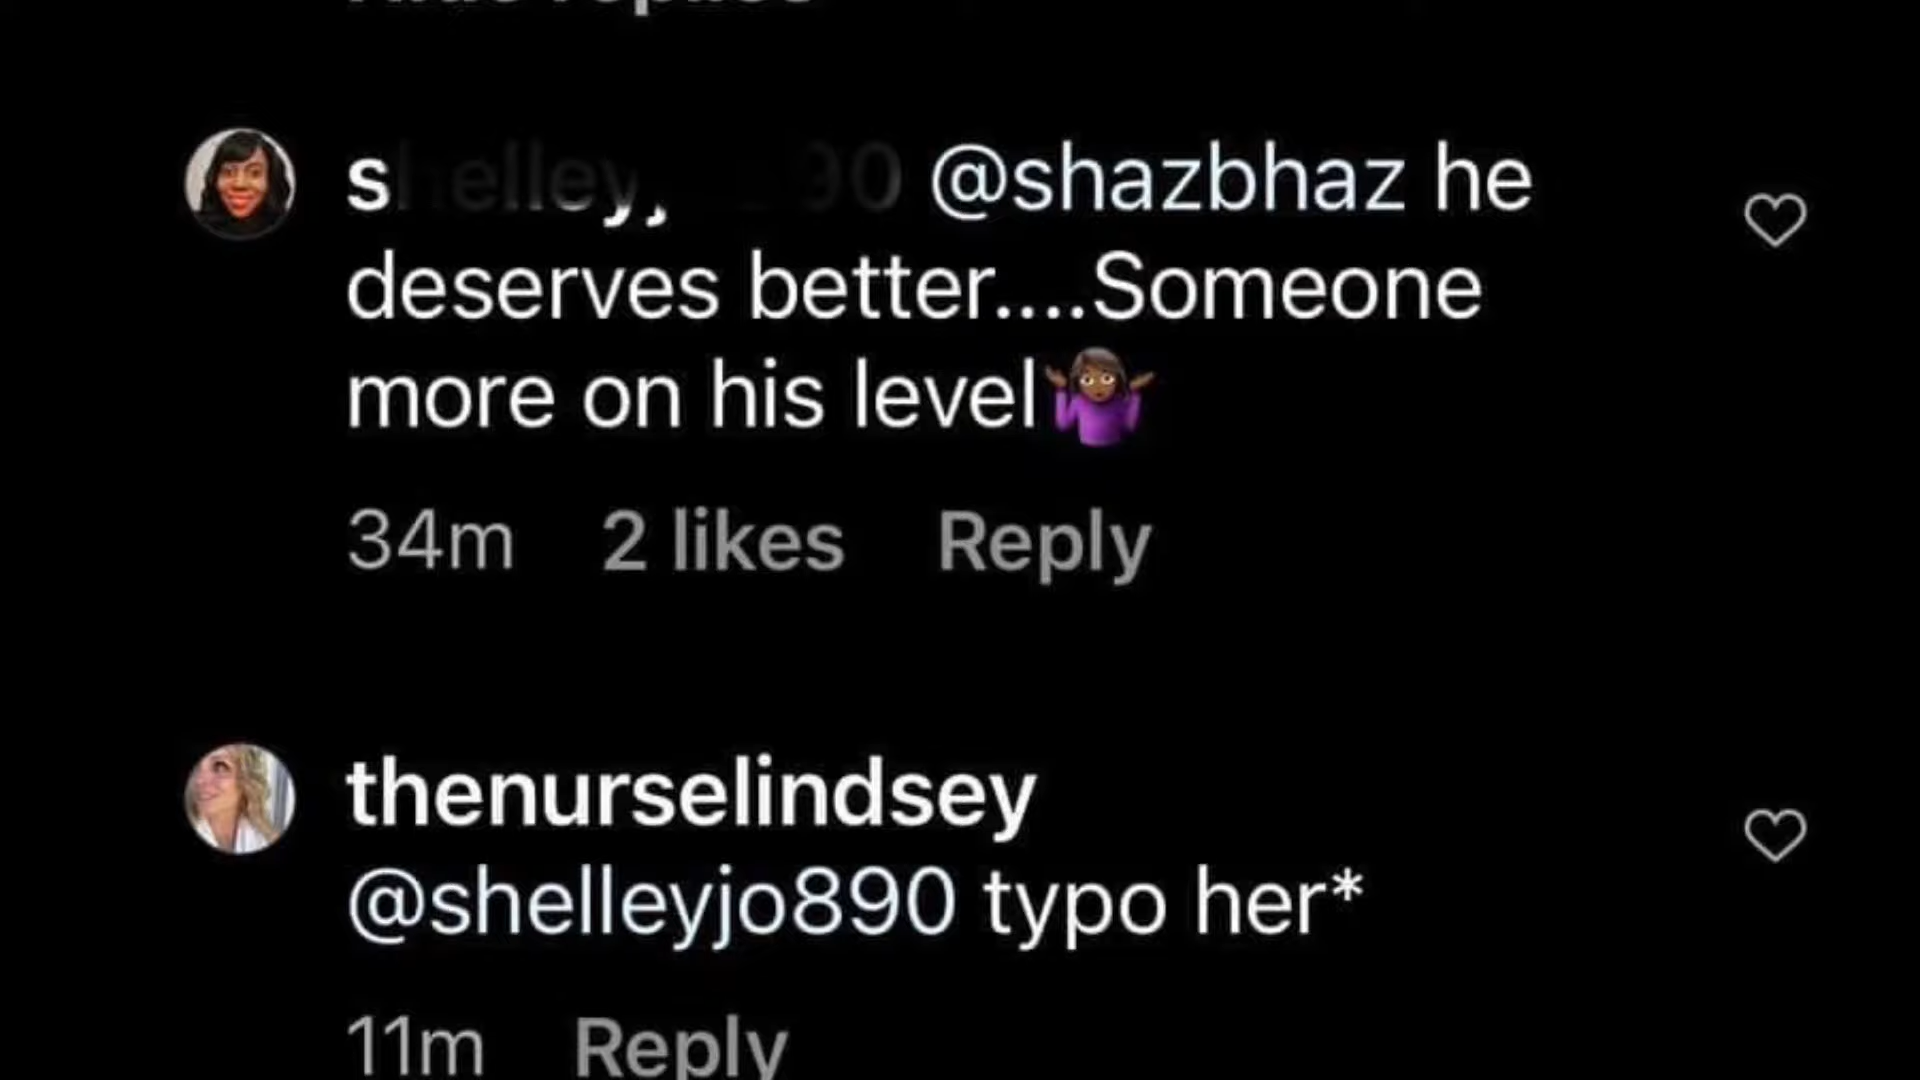 @shazbhaz he
deserves better....Someone
more on his level🤷🏾‍♀️
34m 2 likes Reply
thenurselindsey
@shelleyjo890 typo her*
11m Reply